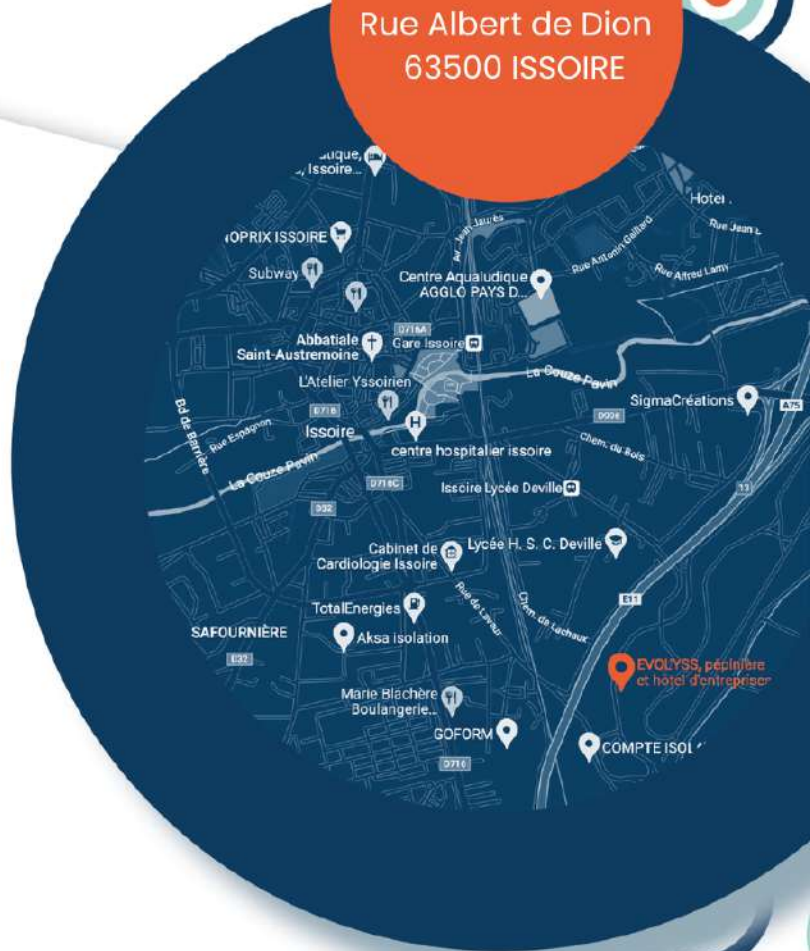 Rue Albert de Dion
63500 ISSOIRE
Issoire...
Hotel
OPRIX ISSOIRE
Av. Jean Jaurès
Rue Antonin Gaillard
Subway
Centre Aqualudique
AGGLO PAYS D...
Rue Alfred Lamy
D716A
Abbatiale
Saint-Austremoine
Gare Issoire
L'Atelier Yssoirien
La Couze Pavin
SigmaCréations
A75
D716
D996
Bd de Barrière
Rue Espagnon
Issoire
H
centre hospitalier issoire
Chem. du Bois
La Couze Pavin
D716C
Issoire Lycée Deville
13
D32
Cabinet de
Cardiologie Issoire
Lycée H. S. C. Deville
TotalEnergies
Rue de Lavaur
Chem. de Lachaux
E11
SAFOURNIÈRE
Aksa isolation
D32
EVOLYSS, pépinière
et hôtel d'entreprises
Marie Blachère
Boulangerie...
GOFORM
COMPTE ISOL
D716